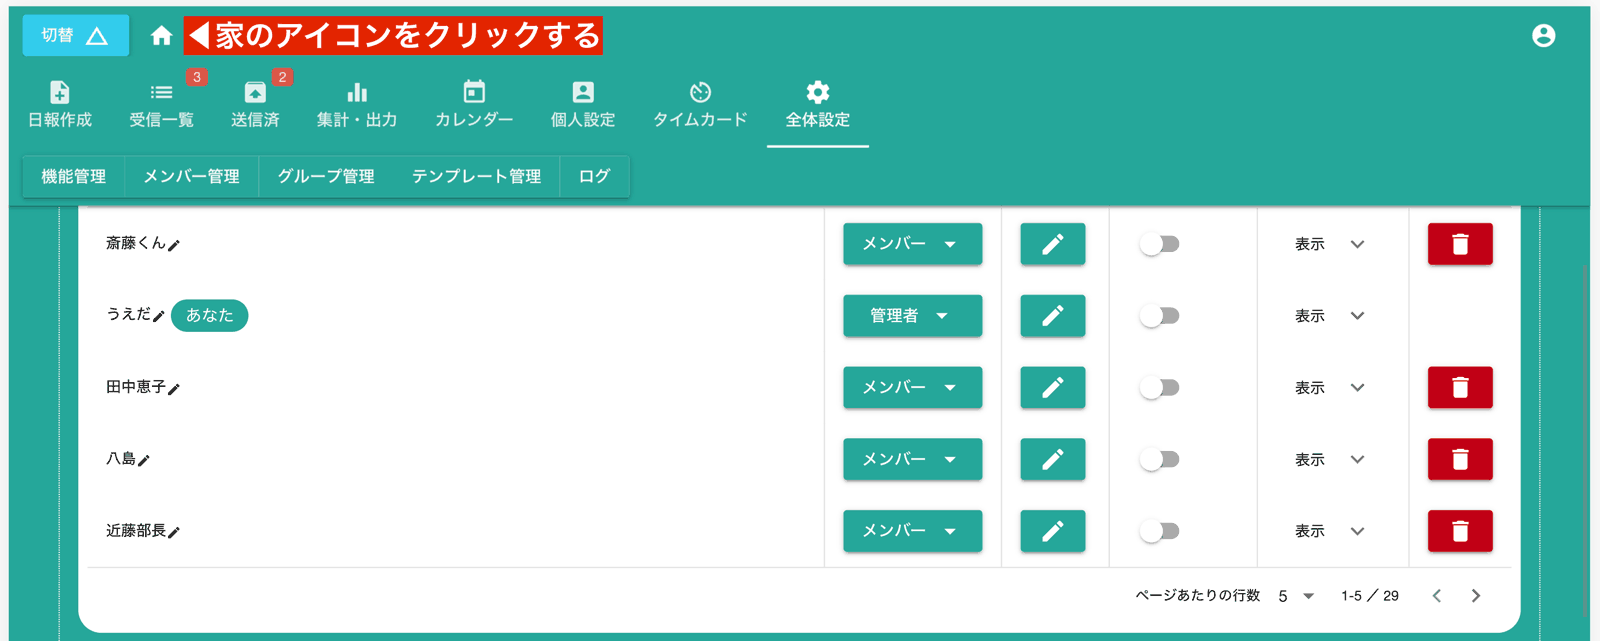 切替
◀家のアイコンをクリックする
3
2
日報作成
受信一覧
送信済
集計・出力
カレンダー
個人設定
タイムカード
全体設定
機能管理
メンバー管理
グループ管理
テンプレート管理
ログ
斎藤くん
メンバー
表示
うえだ
あなた
管理者
表示
田中恵子
メンバー
表示
八島
メンバー
表示
近藤部長
メンバー
表示
ページあたりの行数 5 1-5 / 29